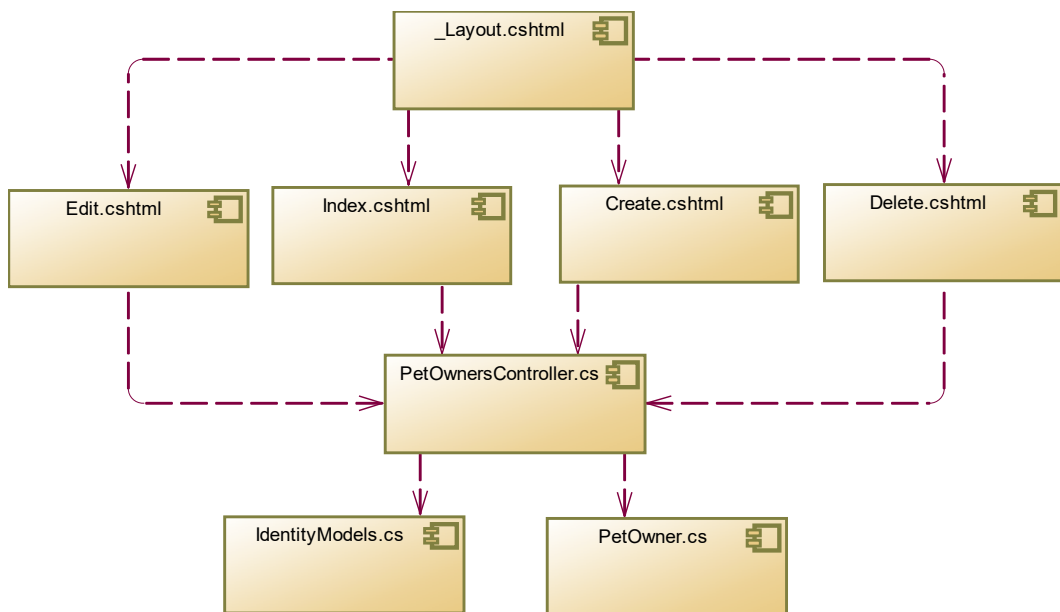 _Layout.cshtml
Edit.cshtml
Index.cshtml
Create.cshtml
Delete.cshtml
PetOwnersController.cs
IdentityModels.cs
PetOwner.cs